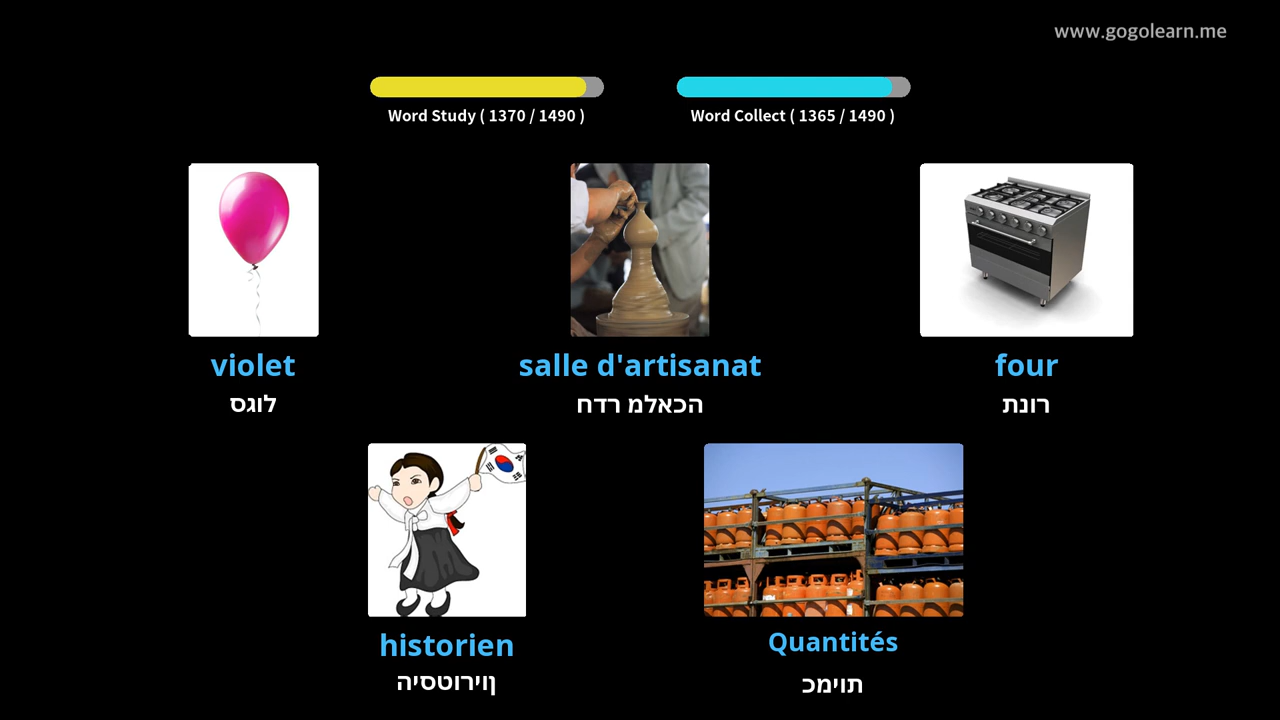 www.gogolearn.me
Word Study ( 1370 / 1490 )
Word Collect ( 1365 / 1490 )
violet
לוגס
salle d'artisanat
הכאלמ רדח
four
רונת
historien
ןוירוטסיה
Quantités
תוימכ